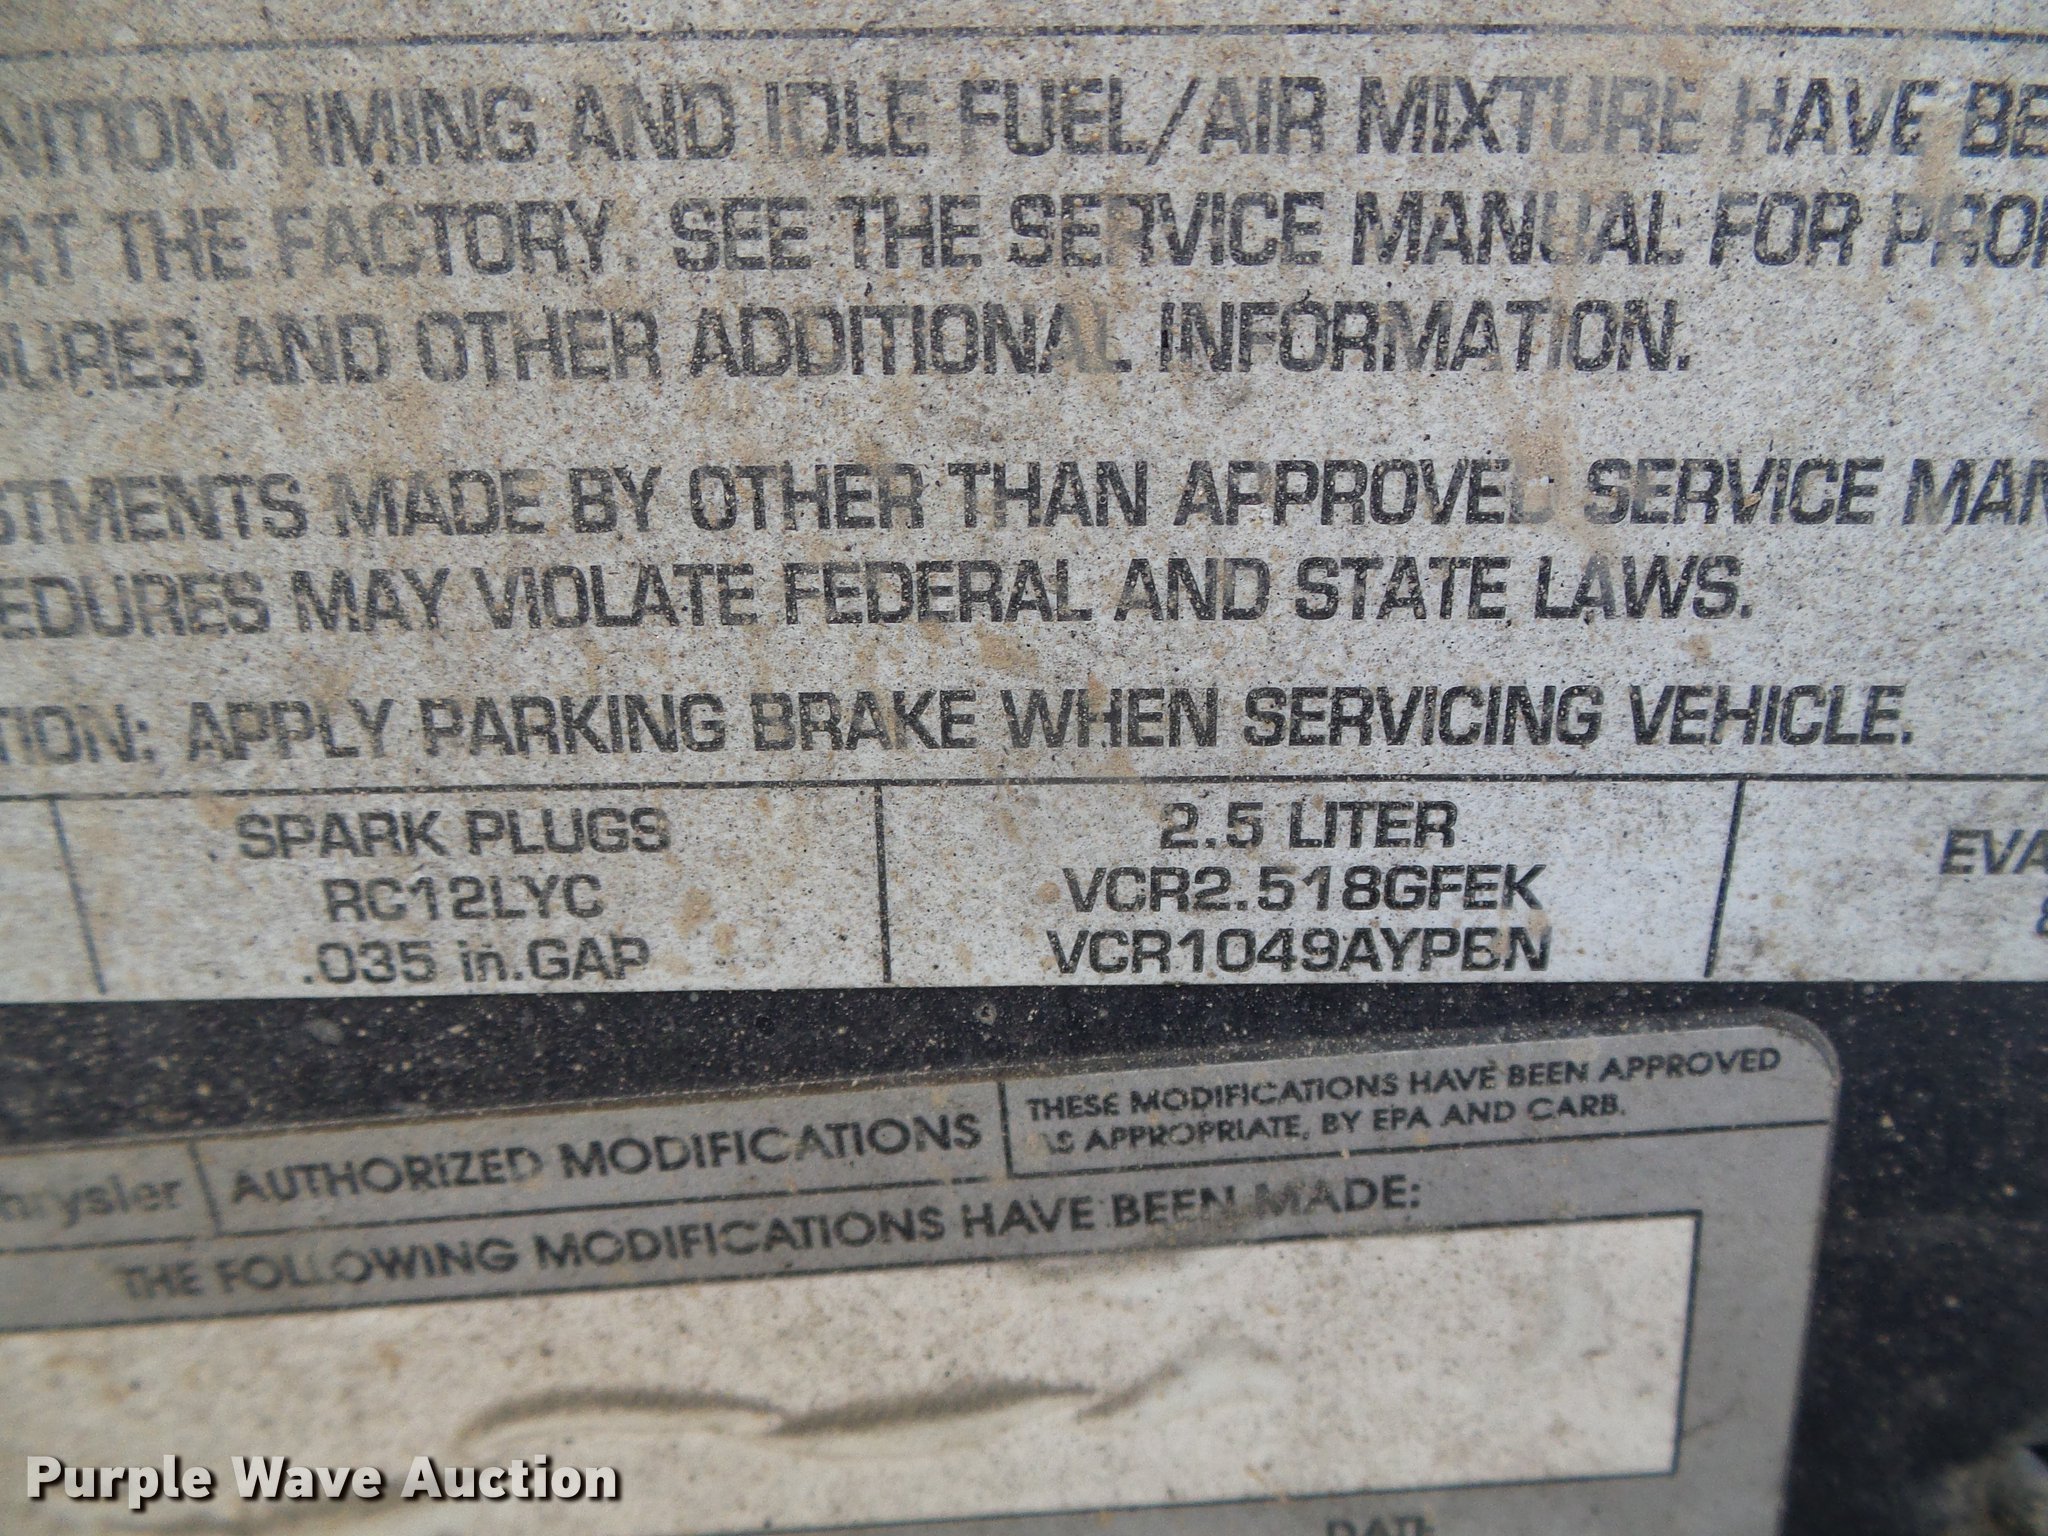 NITION TIMING AND IDLE FUEL/AIR MIXTURE HAVE BE
AT THE FACTORY. SEE THE SERVICE MANUAL FOR PROP
URES AND OTHER ADDITIONAL INFORMATION.
STMENTS MADE BY OTHER THAN APPROVED SERVICE MAN
EDURES MAY VIOLATE FEDERAL AND STATE LAWS.
TION: APPLY PARKING BRAKE WHEN SERVICING VEHICLE.
SPARK PLUGS
RC12LYC
.035 in.GAP
2.5 LITER
VCR2.518GFEK
VCR1049AYPBN
EVA
8
hrysler
AUTHORIZED MODIFICATIONS
THESE MODIFICATIONS HAVE BEEN APPROVED
AS APPROPRIATE, BY EPA AND CARB.
THE FOLLOWING MODIFICATIONS HAVE BEEN MADE:
DATE
Purple Wave Auction